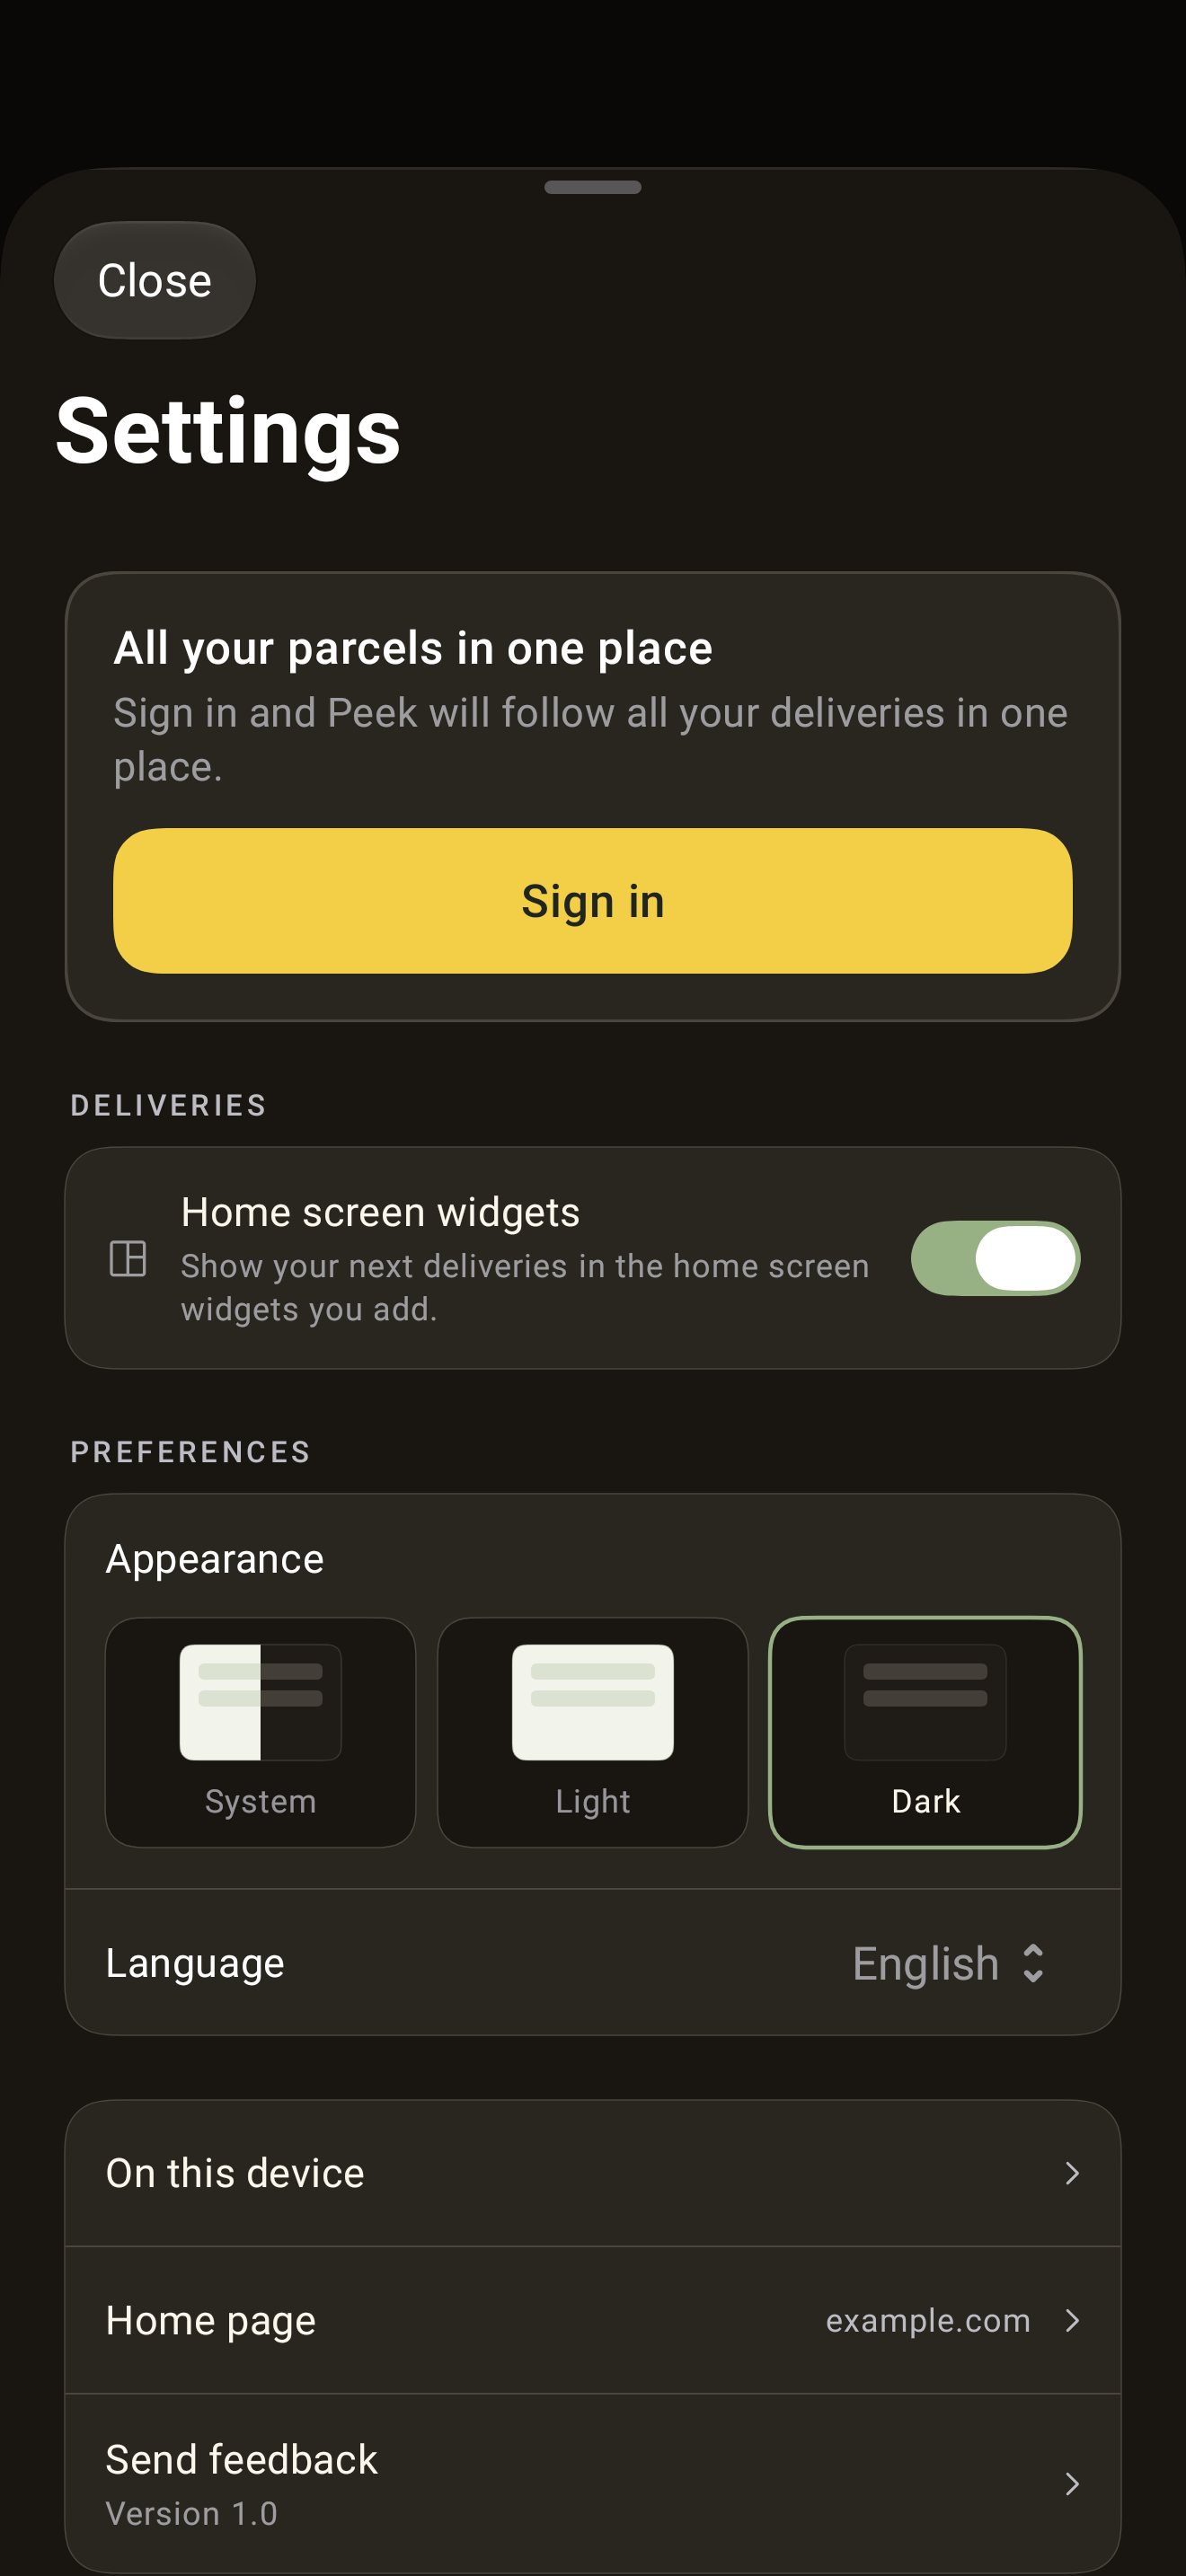 Close
Settings
All your parcels in one place
Sign in and Peek will follow all your deliveries in one
place.
Sign in
DELIVERIES
Home screen widgets
Show your next deliveries in the home screen
widgets you add.
PREFERENCES
Appearance
System
Light
Dark
Language
English
On this device
Home page
example.com
Send feedback
Version 1.0